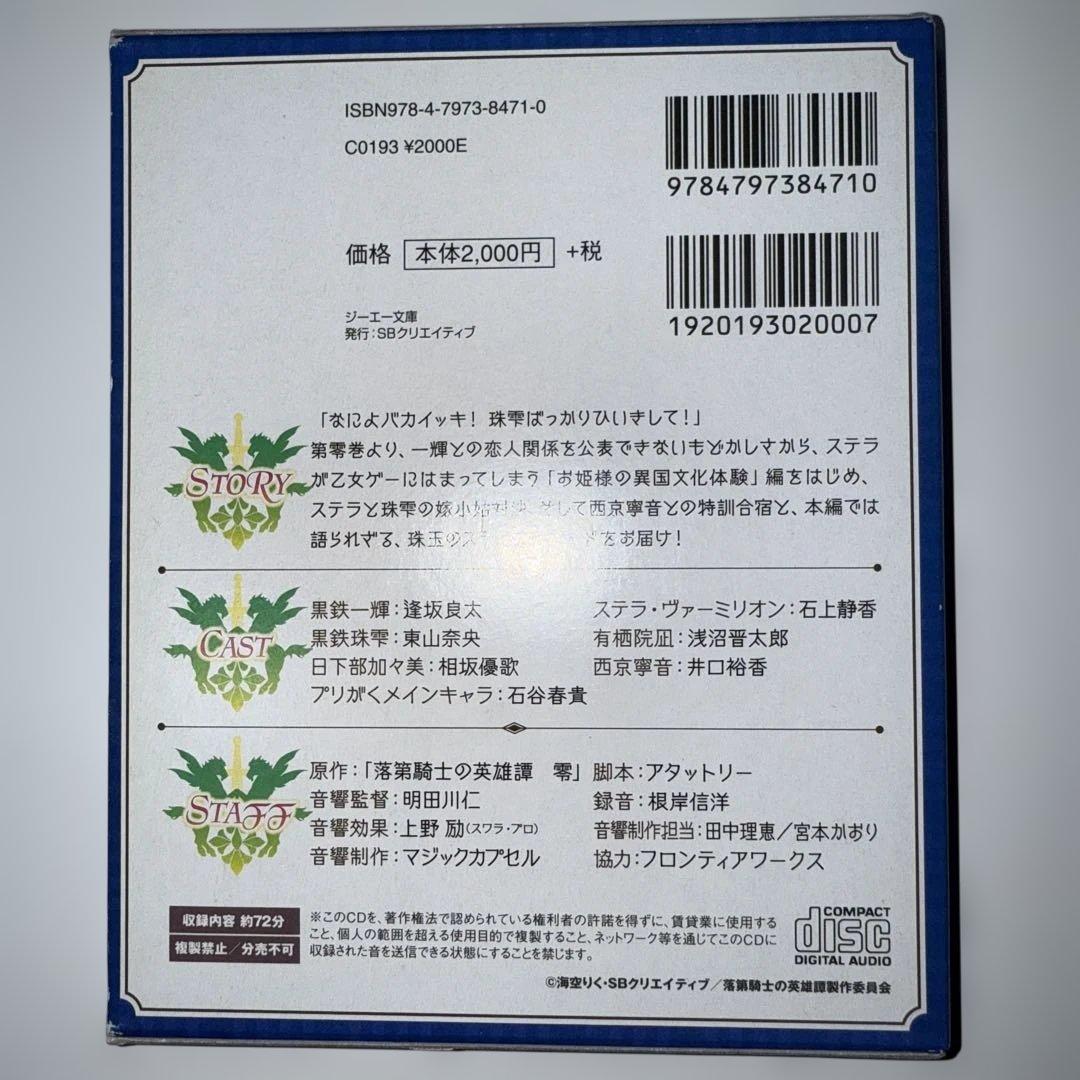 ISBN978-4-7973-8471-0
C0193 ¥2000E
9784797384710
価格 本体2,000円 +税
1920193020007
ジーエー文庫
発行:SBクリエイティブ
STORY
「なによバカイッキ! 珠雫ばっかりひいきして!」
第零巻より、一輝との恋人関係を公表できないもどかしさから、ステラ
が乙女ゲーにはまってしまう「お姫様の異国文化体験」編をはじめ、
ステラと珠雫の嫁小姑対決、そして西京寧音との特訓合宿と、本編では
語られざる、珠玉の をお届け!
CAST
黒鉄一輝:逢坂良太 ステラ・ヴァーミリオン:石上静香
黒鉄珠雫:東山奈央 有栖院凪:浅沼晋太郎
日下部加々美:相坂優歌 西京寧音:井口裕香
プリがくメインキャラ:石谷春貴
STAFF
原作:「落第騎士の英雄譚 零」 脚本:アタットリー
音響監督:明田川仁 録音:根岸信洋
音響効果:上野 励(スワラ・プロ) 音響制作担当:田中理恵/宮本かおり
音響制作:マジックカプセル 協力:フロンティアワークス
収録内容 約72分
複製禁止/分売不可
※このCDを、著作権法で認められている権利者の許諾を得ずに、賃貸業に使用する
こと、個人の範囲を超える使用目的で複製すること、ネットワーク等を通じてこのCDに
収録された音を送信できる状態にすることを禁じます。
COMPACT
disc
DIGITAL AUDIO
©海空りく・SBクリエイティブ/落第騎士の英雄譚製作委員会